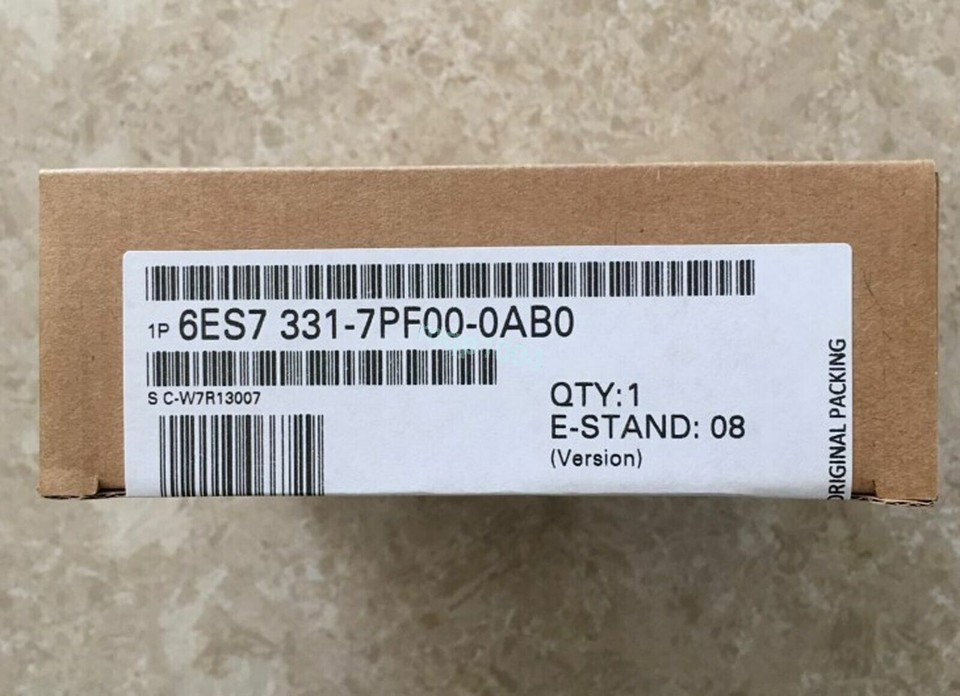 1P 6ES7 331-7PF00-0AB0
S C-W7R13007
QTY:1
E-STAND: 08
(Version)
ORIGINAL PACKING